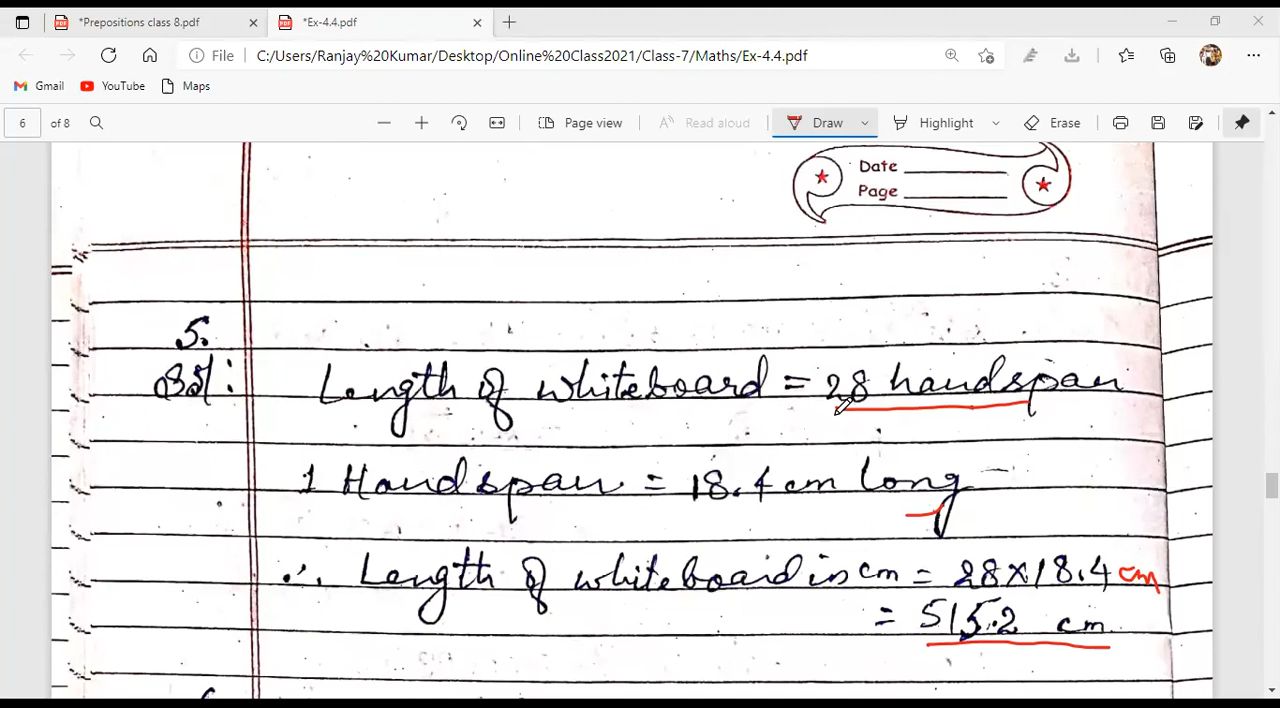 *Prepositions class 8.pdf
*Ex-4.4.pdf
File C:/Users/Ranjay%20Kumar/Desktop/Online%20Class2021/Class-7/Maths/Ex-4.4.pdf
Gmail YouTube Maps
6 of 8 Page view Read aloud Draw Highlight Erase
Date
Page
5.
Length of whiteboard = 28 handspan
1 Handspan = 18.4 cm long
∴ Length of whiteboard in cm = 28×18.4 cm
= 515.2 cm